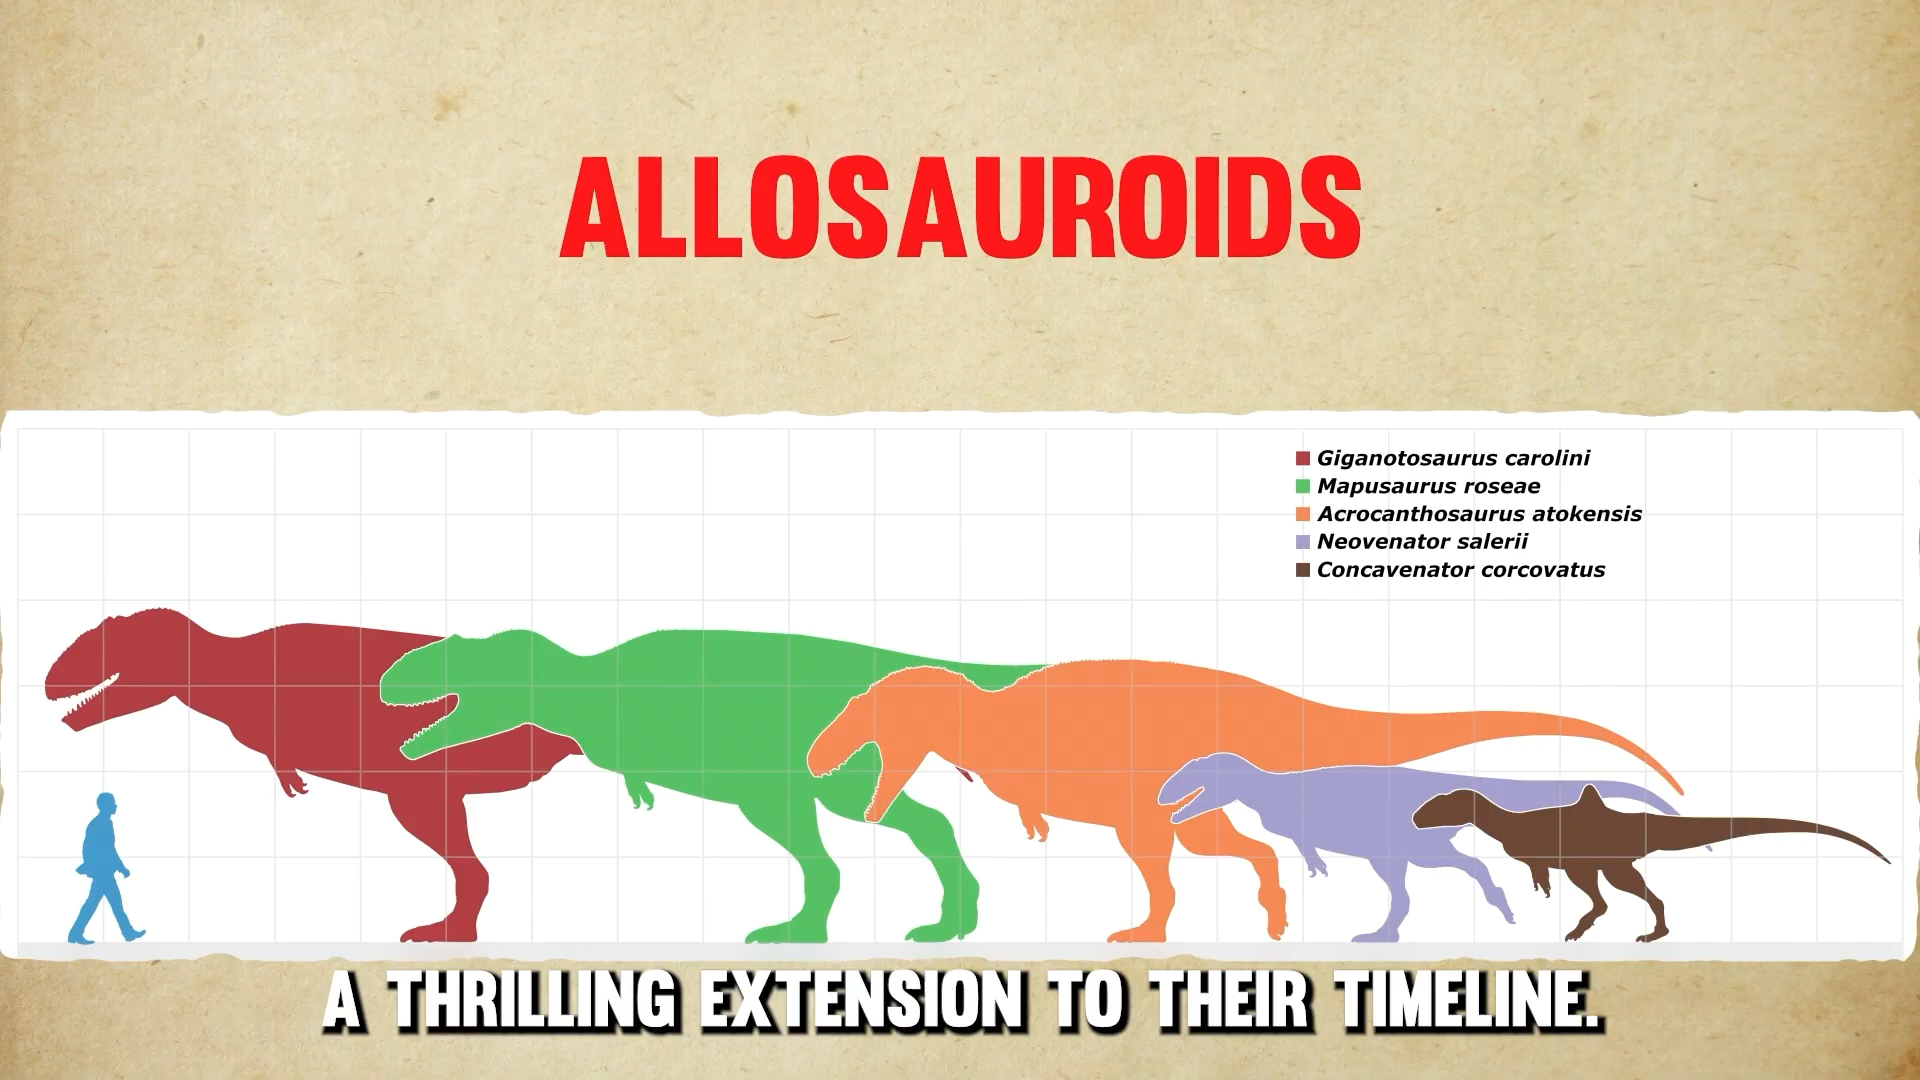 ALLOSAUROIDS
Giganotosaurus carolini
Mapusaurus roseae
Acrocanthosaurus atokensis
Neovenator salerii
Concavenator corcovatus
A THRILLING EXTENSION TO THEIR TIMELINE.